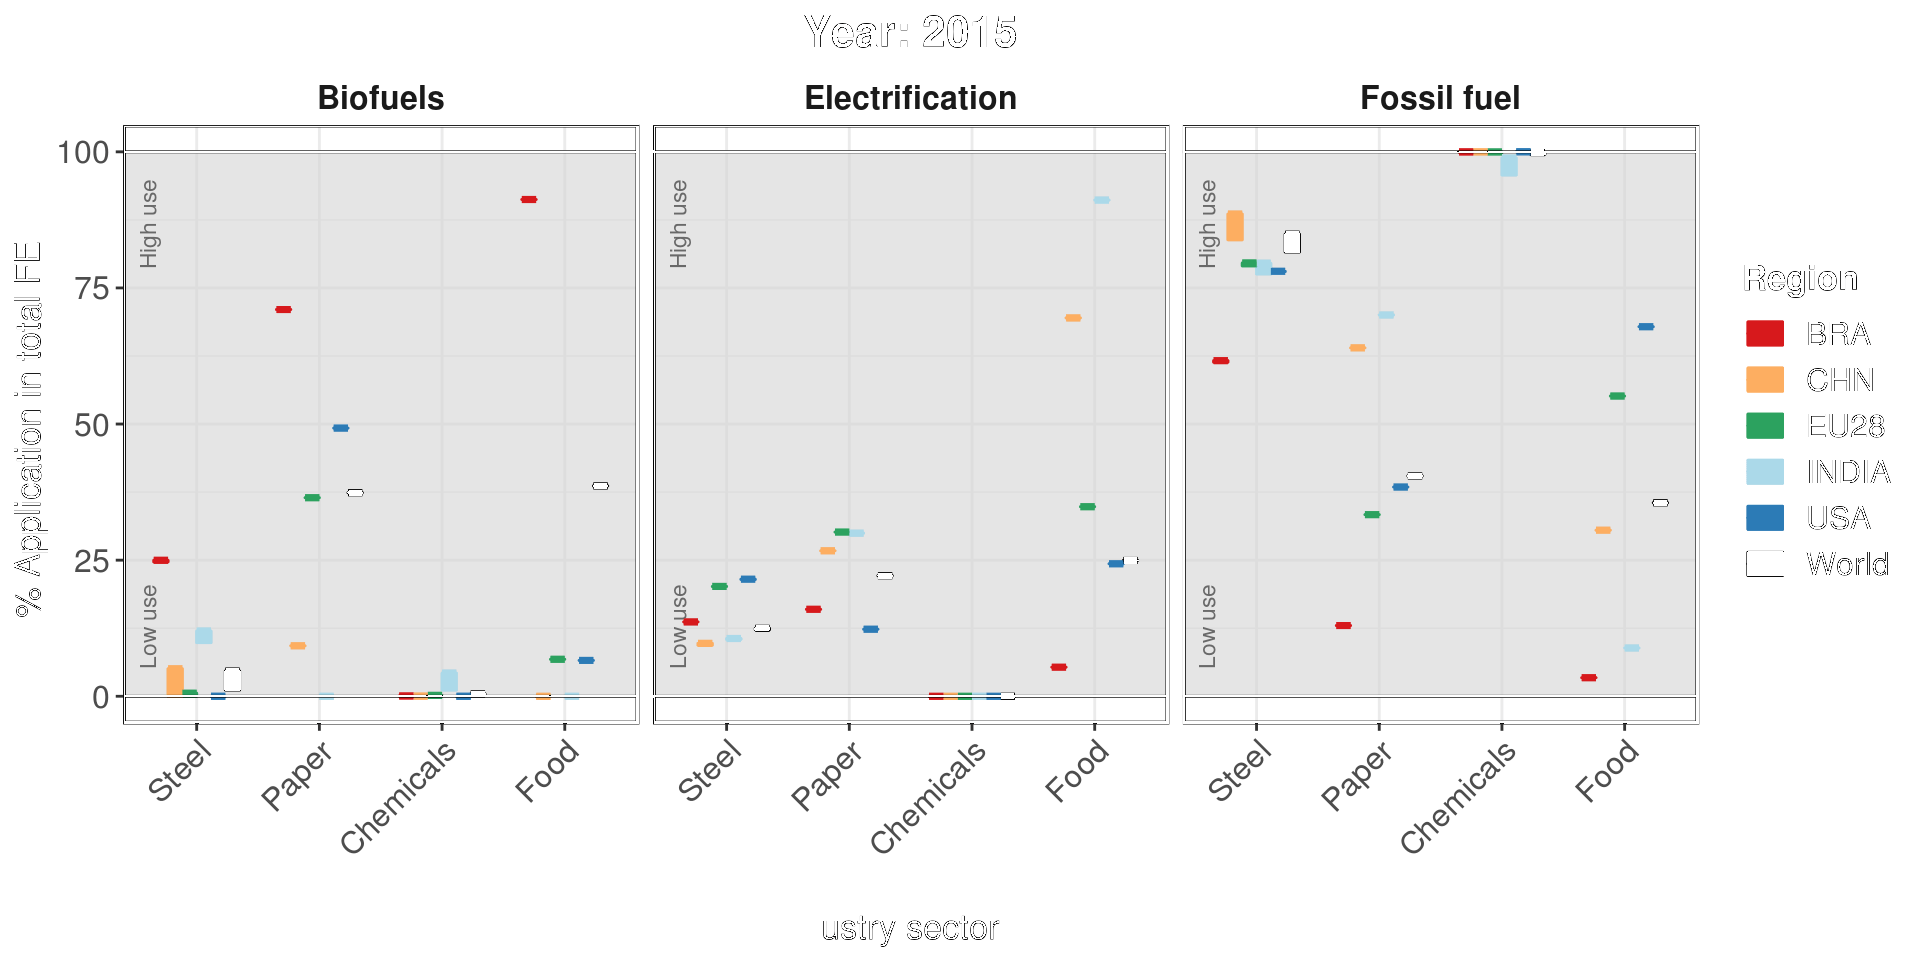 Year: 2015
Biofuels
Electrification
Fossil fuel
% Application in total FE
100
75
50
25
0
High use
Low use
High use
Low use
High use
Low use
Steel
Paper
Chemicals
Food
Steel
Paper
Chemicals
Food
Steel
Paper
Chemicals
Food
ustry sector
Region
BRA
CHN
EU28
INDIA
USA
World